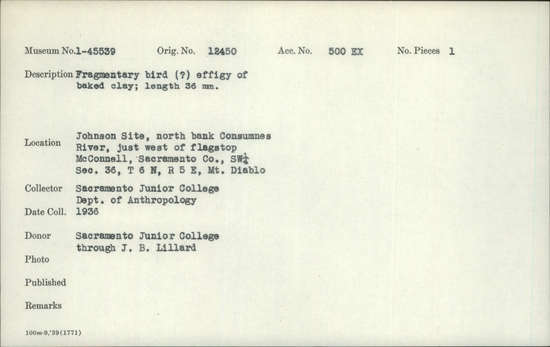 Museum No. 1-45539 Orig. No. 12450 Acc. No. 500 EX No. Pieces 1
Description Fragmentary bird (?) effigy of
baked clay; length 36 mm.
Location Johnson Site, north bank Consumnes
River, just west of flagstop
McConnell, Sacramento Co., SW¼
Sec. 36, T 6 N, R 5 E, Mt. Diablo
Collector Sacramento Junior College
Dept. of Anthropology
Date Coll. 1936
Donor Sacramento Junior College
through J. B. Lillard
Photo
Published
Remarks
100m-9,'39(1771)